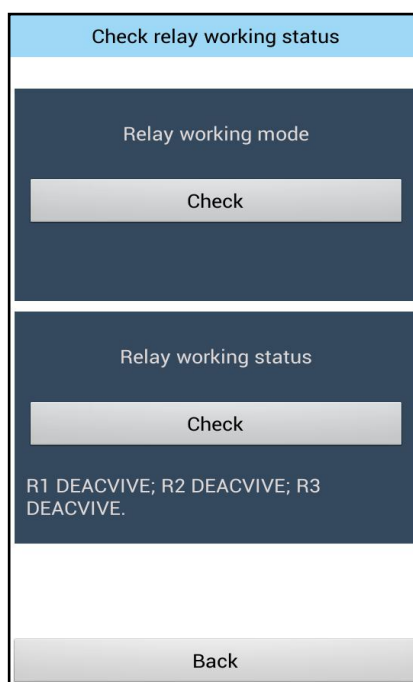 Check relay working status
Relay working mode
Check
Relay working status
Check
R1 DEACVIVE; R2 DEACVIVE; R3
DEACVIVE.
Back